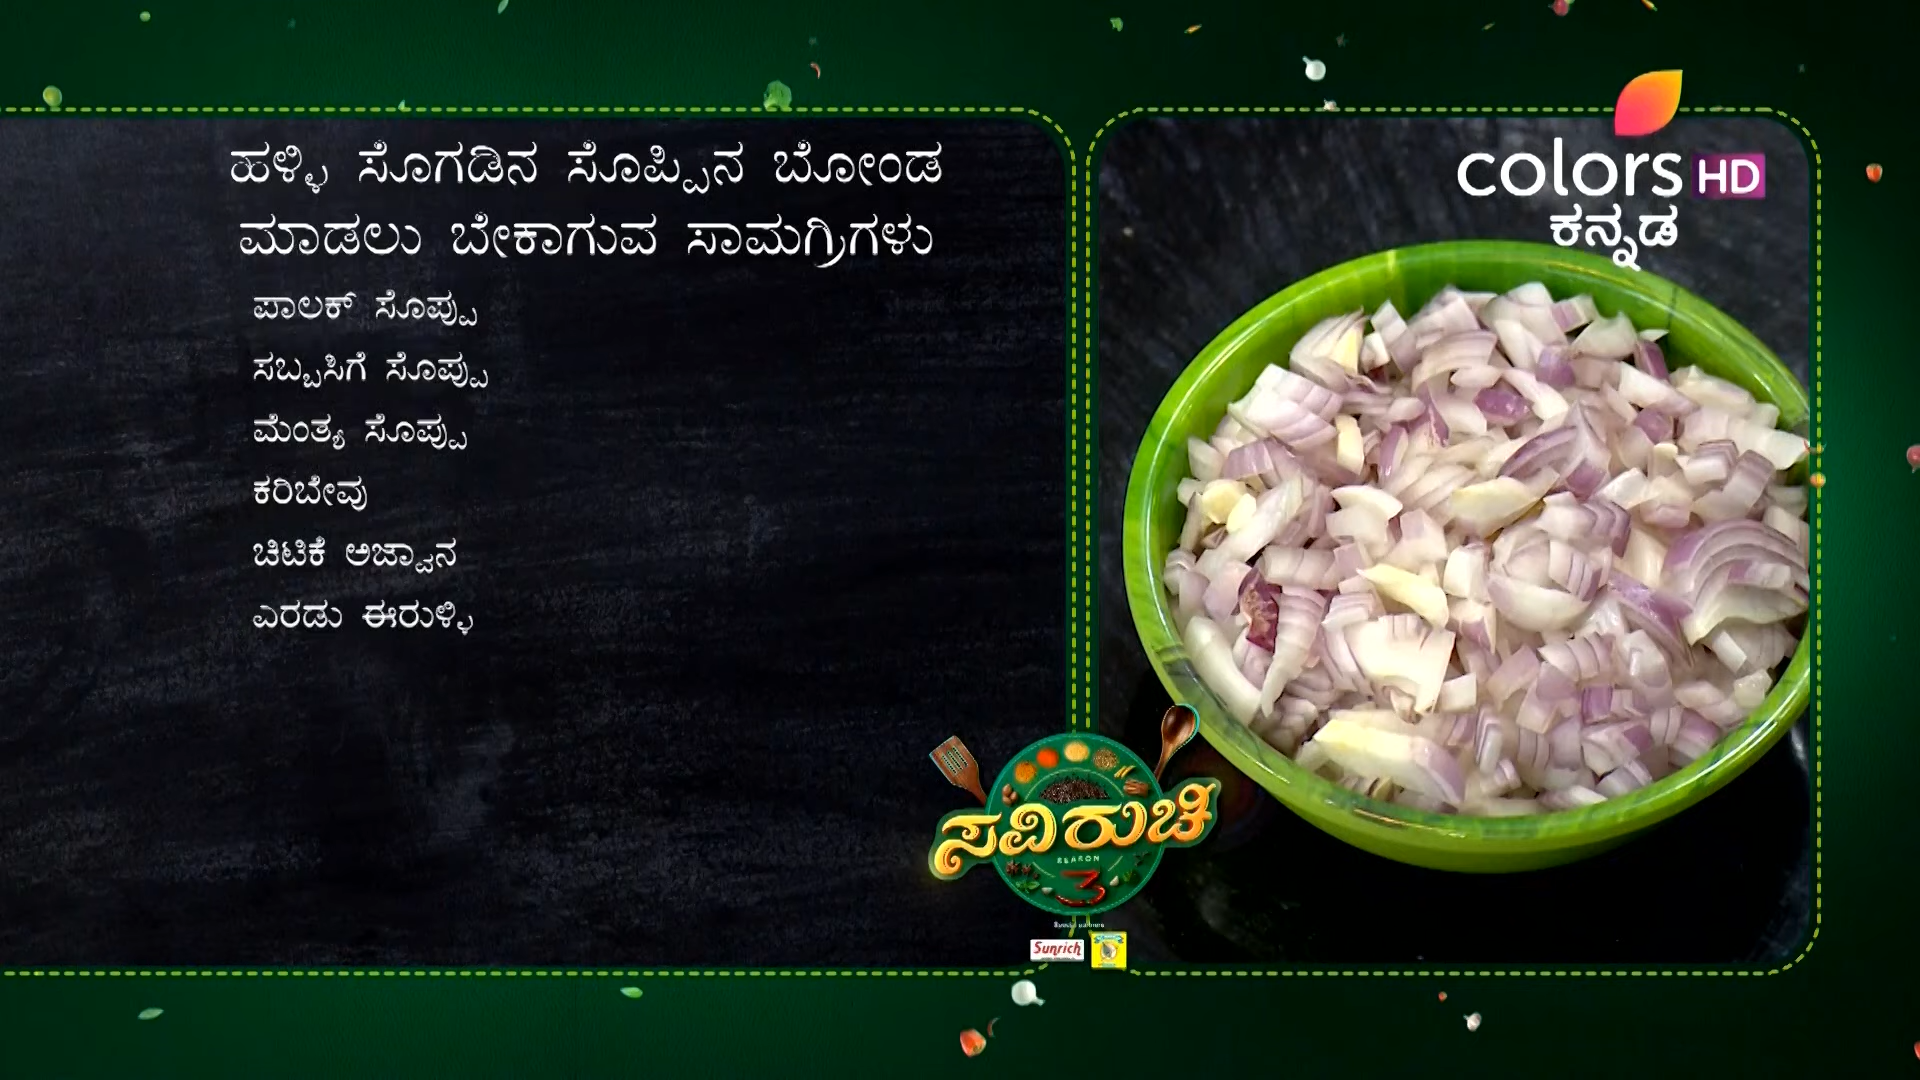 ಹಳ್ಳಿ ಸೊಗಡಿನ ಸೊಪ್ಪಿನ ಬೋಂಡ
ಮಾಡಲು ಬೇಕಾಗುವ ಸಾಮಗ್ರಿಗಳು
ಪಾಲಕ್ ಸೊಪ್ಪು
ಸಬ್ಬಸಿಗೆ ಸೊಪ್ಪು
ಮೆಂತ್ಯ ಸೊಪ್ಪು
ಕರಿಬೇವು
ಚಿಟಿಕೆ ಅಜ್ವಾನ
ಎರಡು ಈರುಳ್ಳಿ
colors HD
ಕನ್ನಡ
ಸವಿರುಚಿ
SEASON
3
Sunrich